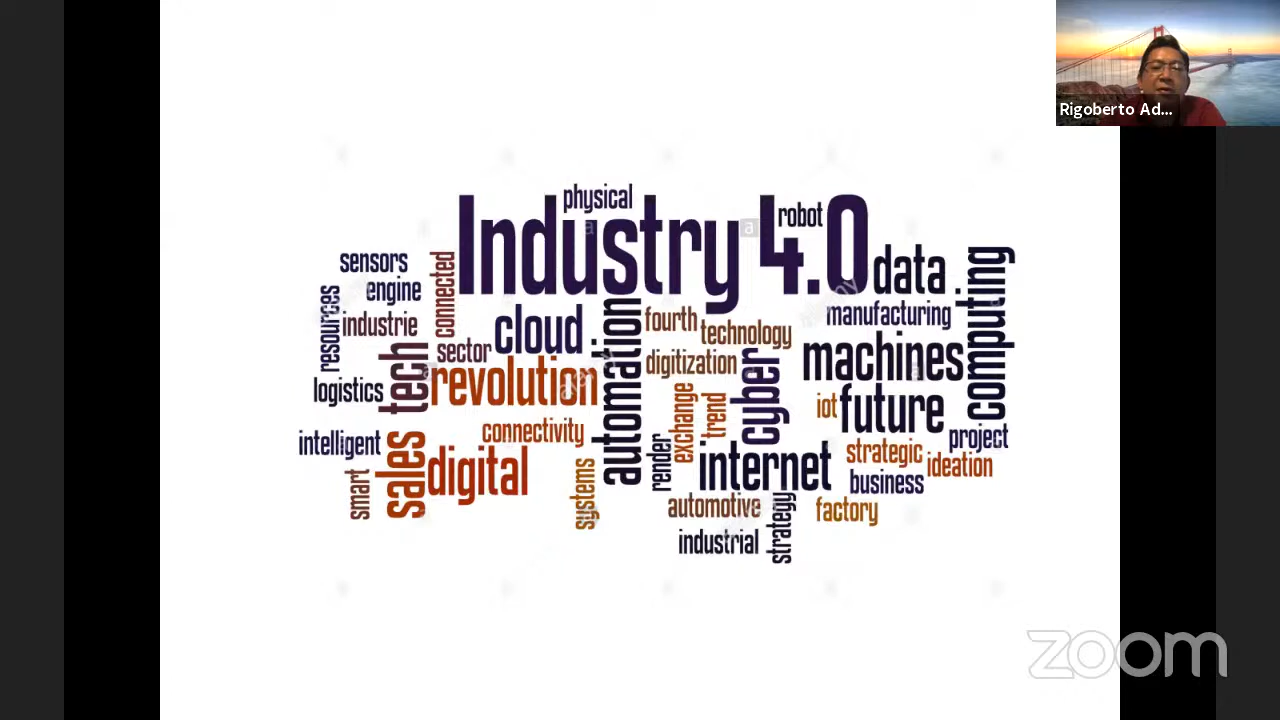 Rigoberto Ad...
physical
Industry 4.0
robot
sensors
engine
connected
data
computing
resources
industrie
cloud
automation
fourth
technology
manufacturing
sector
digitization
machines
logistics
tech
revolution
cyber
exchange
trend
iot
future
intelligent
connectivity
render
internet
strategic
project
smart
sales
digital
systems
business
ideation
automotive
strategy
factory
industrial
zoom